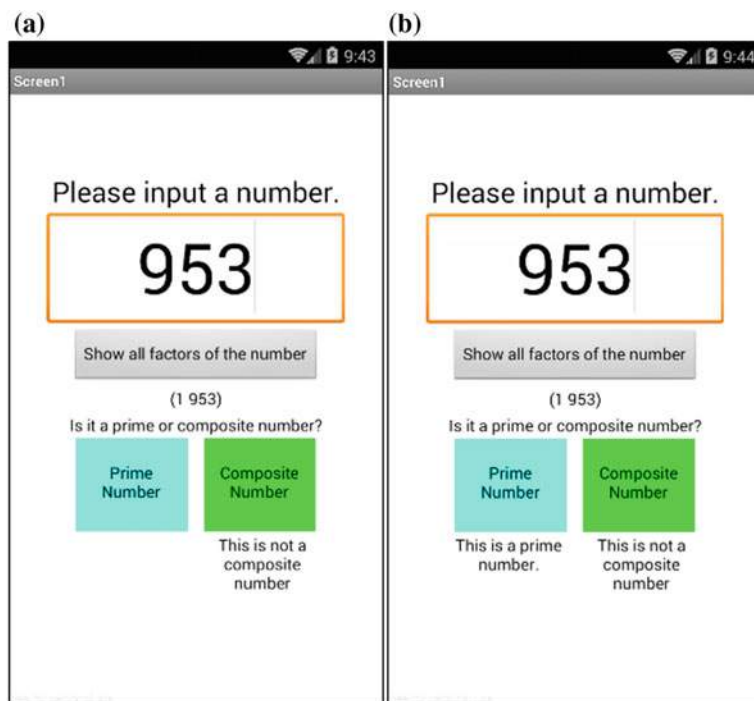 (a)
9:43
Screen1
Please input a number.
953
Show all factors of the number
(1 953)
Is it a prime or composite number?
Prime
Number
Composite
Number
This is not a
composite
number
(b)
9:44
Screen1
Please input a number.
953
Show all factors of the number
(1 953)
Is it a prime or composite number?
Prime
Number
Composite
Number
This is a prime
number.
This is not a
composite
number